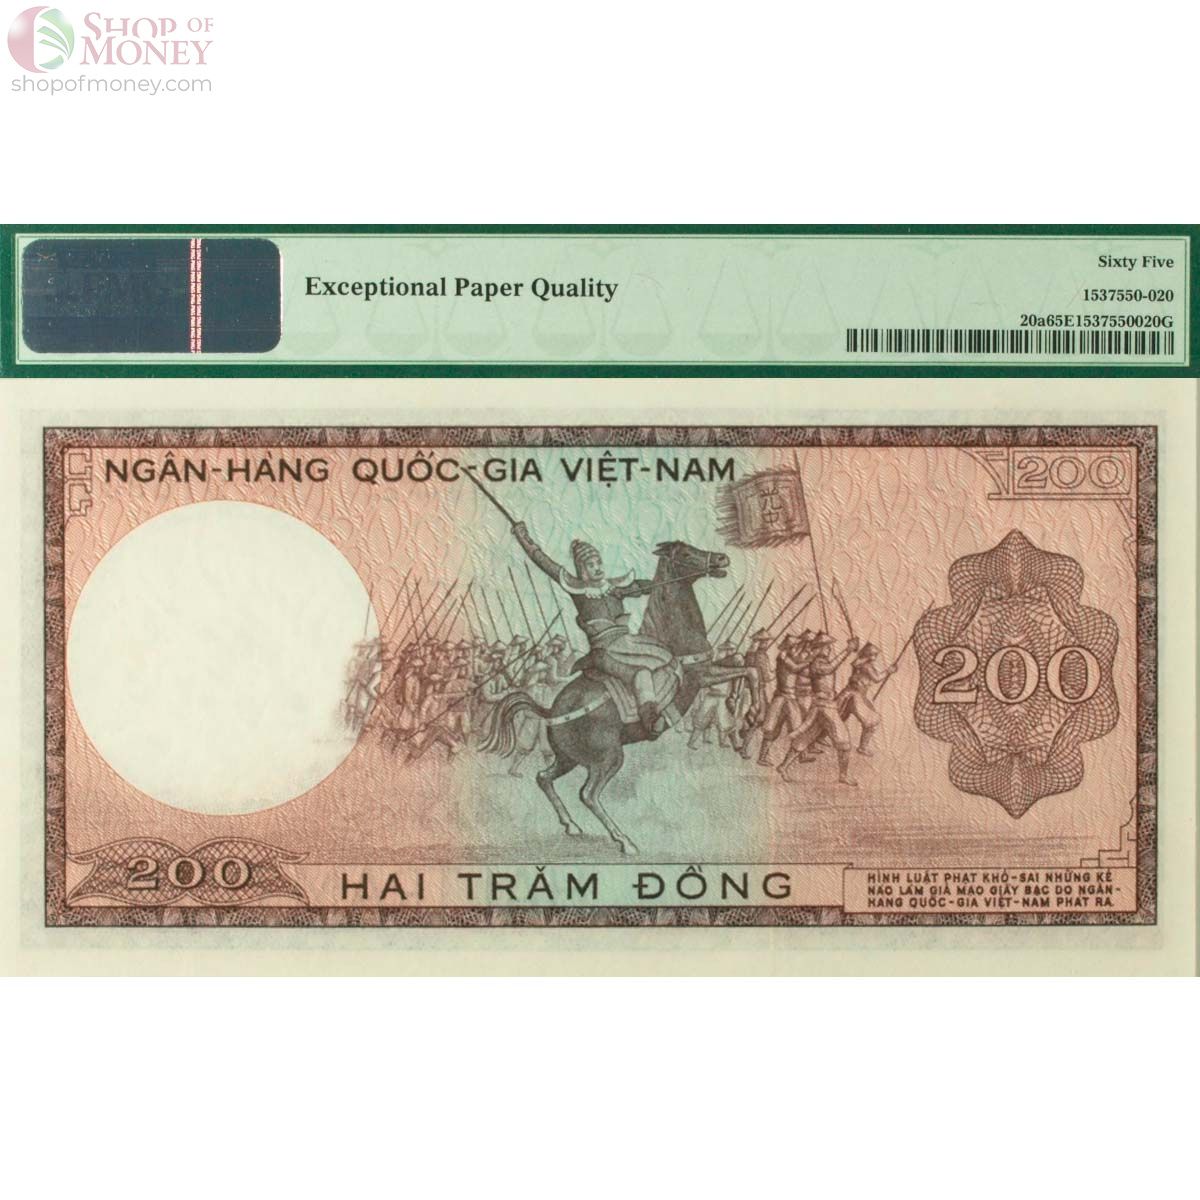 SHOP OF
MONEY
shopofmoney.com
Exceptional Paper Quality
Sixty Five
1537550-020
20a65E1537550020G
NGÂN-HÀNG QUỐC-GIA VIỆT-NAM
200
光
中
200
200
HAI TRĂM ĐỒNG
HÌNH LUẬT PHẠT KHỔ-SAI NHỮNG KẺ
NÀO LÀM GIẢ MẠO GIẤY BẠC DO NGÂN-
HÀNG QUỐC-GIA VIỆT-NAM PHÁT RA.